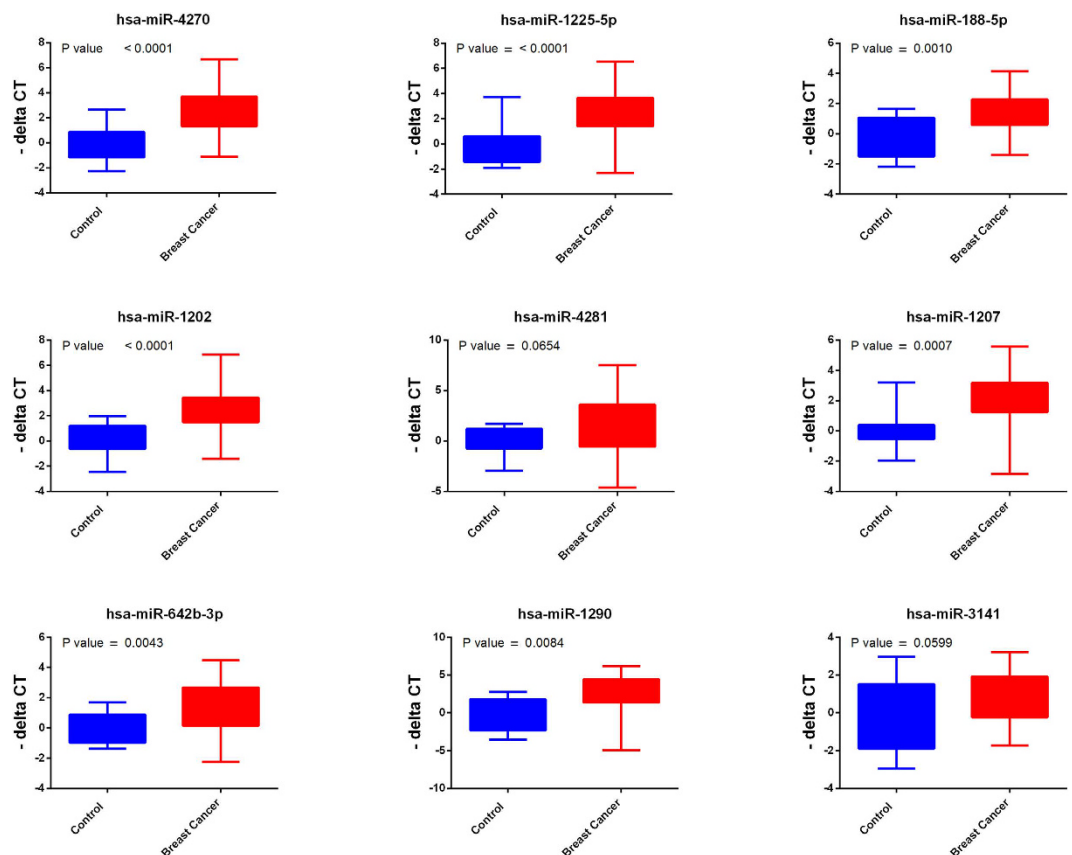 hsa-miR-4270
P value < 0.0001
- delta CT
8
6
4
2
0
-2
-4
Control
Breast Cancer
hsa-miR-1225-5p
P value = < 0.0001
- delta CT
8
6
4
2
0
-2
-4
Control
Breast Cancer
hsa-miR-188-5p
P value = 0.0010
- delta CT
6
4
2
0
-2
-4
Control
Breast Cancer
hsa-miR-1202
P value < 0.0001
- delta CT
8
6
4
2
0
-2
-4
Control
Breast Cancer
hsa-miR-4281
P value = 0.0654
- delta CT
10
5
0
-5
Control
Breast Cancer
hsa-miR-1207
P value = 0.0007
- delta CT
6
4
2
0
-2
-4
Control
Breast Cancer
hsa-miR-642b-3p
P value = 0.0043
- delta CT
6
4
2
0
-2
-4
Control
Breast Cancer
hsa-miR-1290
P value = 0.0084
- delta CT
10
5
0
-5
-10
Control
Breast Cancer
hsa-miR-3141
P value = 0.0599
- delta CT
4
2
0
-2
-4
Control
Breast Cancer